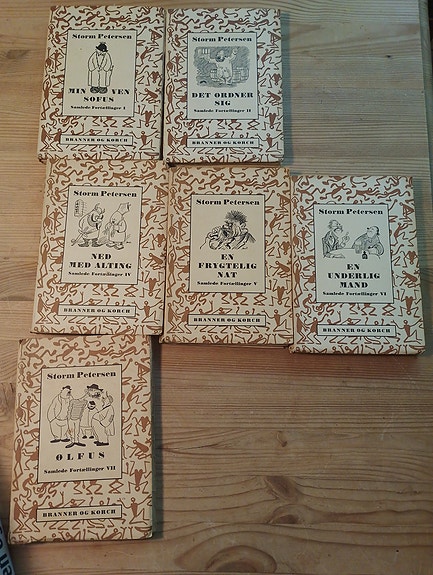 Storm Petersen
MIN VEN
SOFUS
Samlede Fortællinger I
BRANNER OG KORCH
Storm Petersen
DET ORDNER
SIG
Samlede Fortællinger II
BRANNER OG KORCH
Storm Petersen
NED
MED ALTING
Samlede Fortællinger IV
BRANNER OG KORCH
Storm Petersen
EN
FRYGTELIG
NAT
Samlede Fortællinger V
BRANNER OG KORCH
Storm Petersen
EN
UNDERLIG
MAND
Samlede Fortællinger VI
BRANNER OG KORCH
Storm Petersen
ØLFUS
Samlede Fortællinger VII
BRANNER OG KORCH